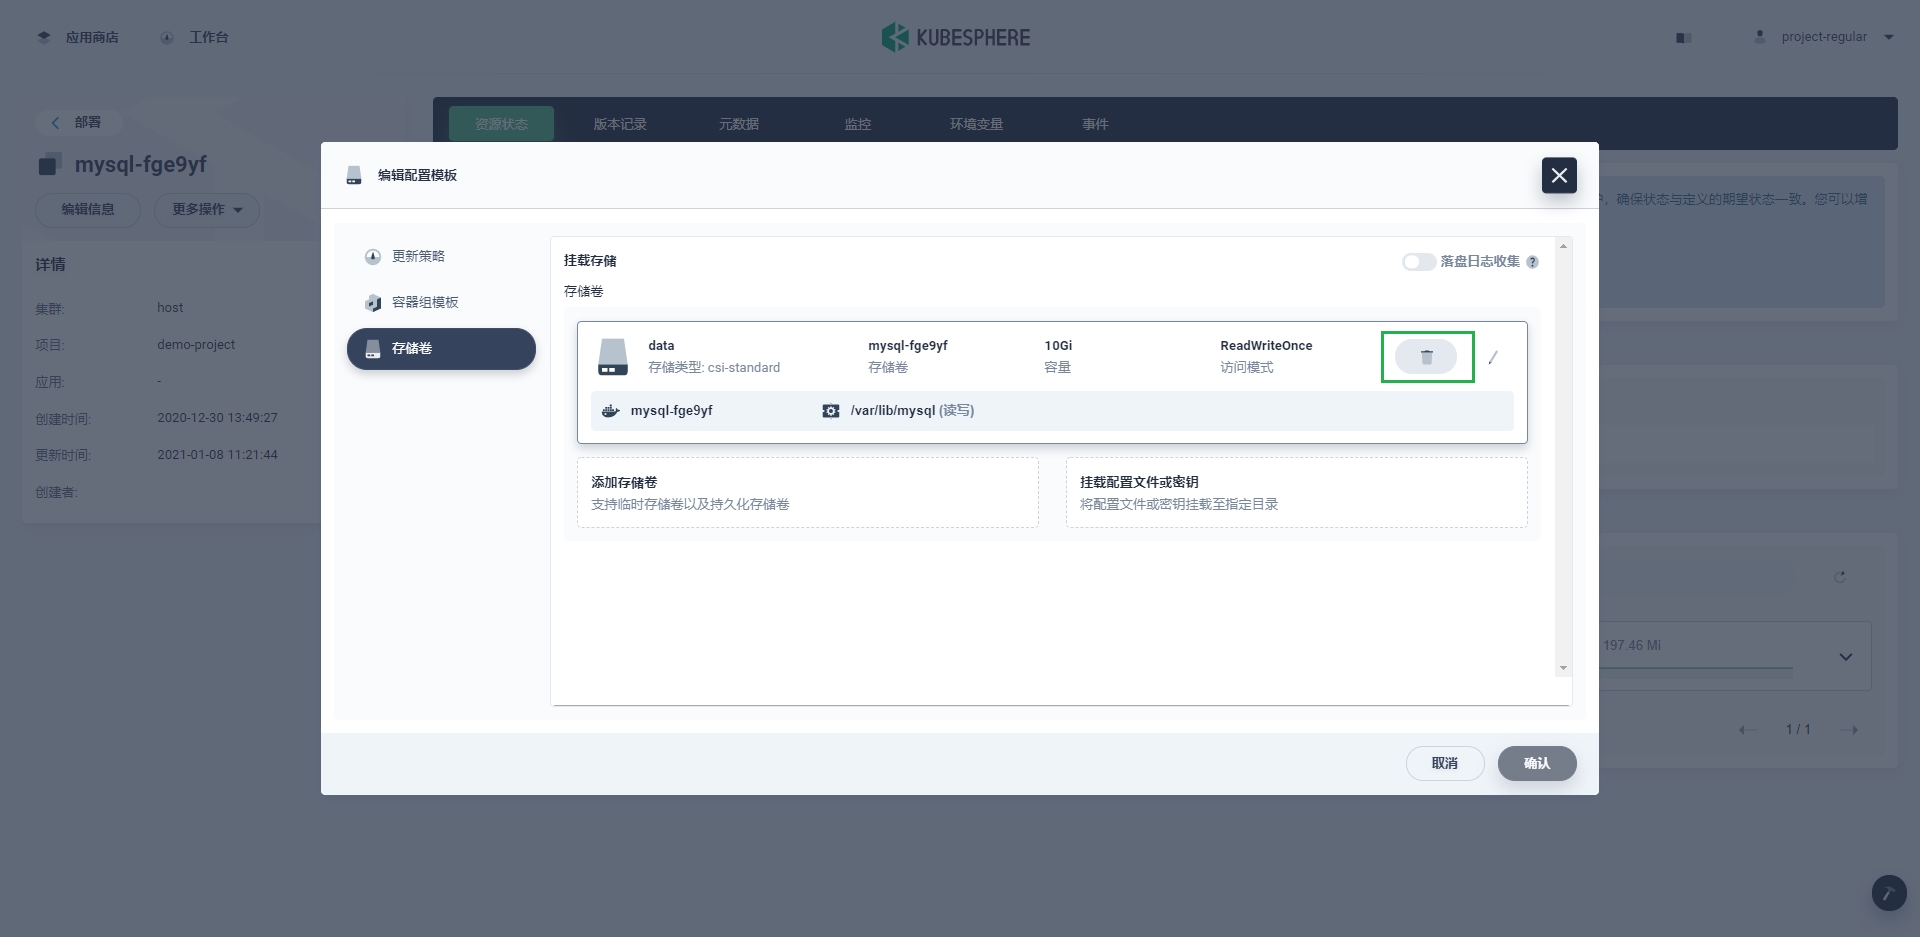 应用商店
工作台
KUBESPHERE
project-regular
部署
mysql-fge9yf
编辑信息
更多操作
详情
集群:
host
项目:
demo-project
应用:
-
创建时间:
2020-12-30 13:49:27
更新时间:
2021-01-08 11:21:44
创建者:
资源状态
版本记录
元数据
监控
环境变量
事件
,确保状态与定义的期望状态一致。您可以增
197.46 Mi
1 / 1
编辑配置模板
更新策略
容器组模板
存储卷
挂载存储
落盘日志收集
?
存储卷
data
存储类型: csi-standard
mysql-fge9yf
存储卷
10Gi
容量
ReadWriteOnce
访问模式
mysql-fge9yf
/var/lib/mysql (读写)
添加存储卷
支持临时存储卷以及持久化存储卷
挂载配置文件或密钥
将配置文件或密钥挂载至指定目录
取消
确认